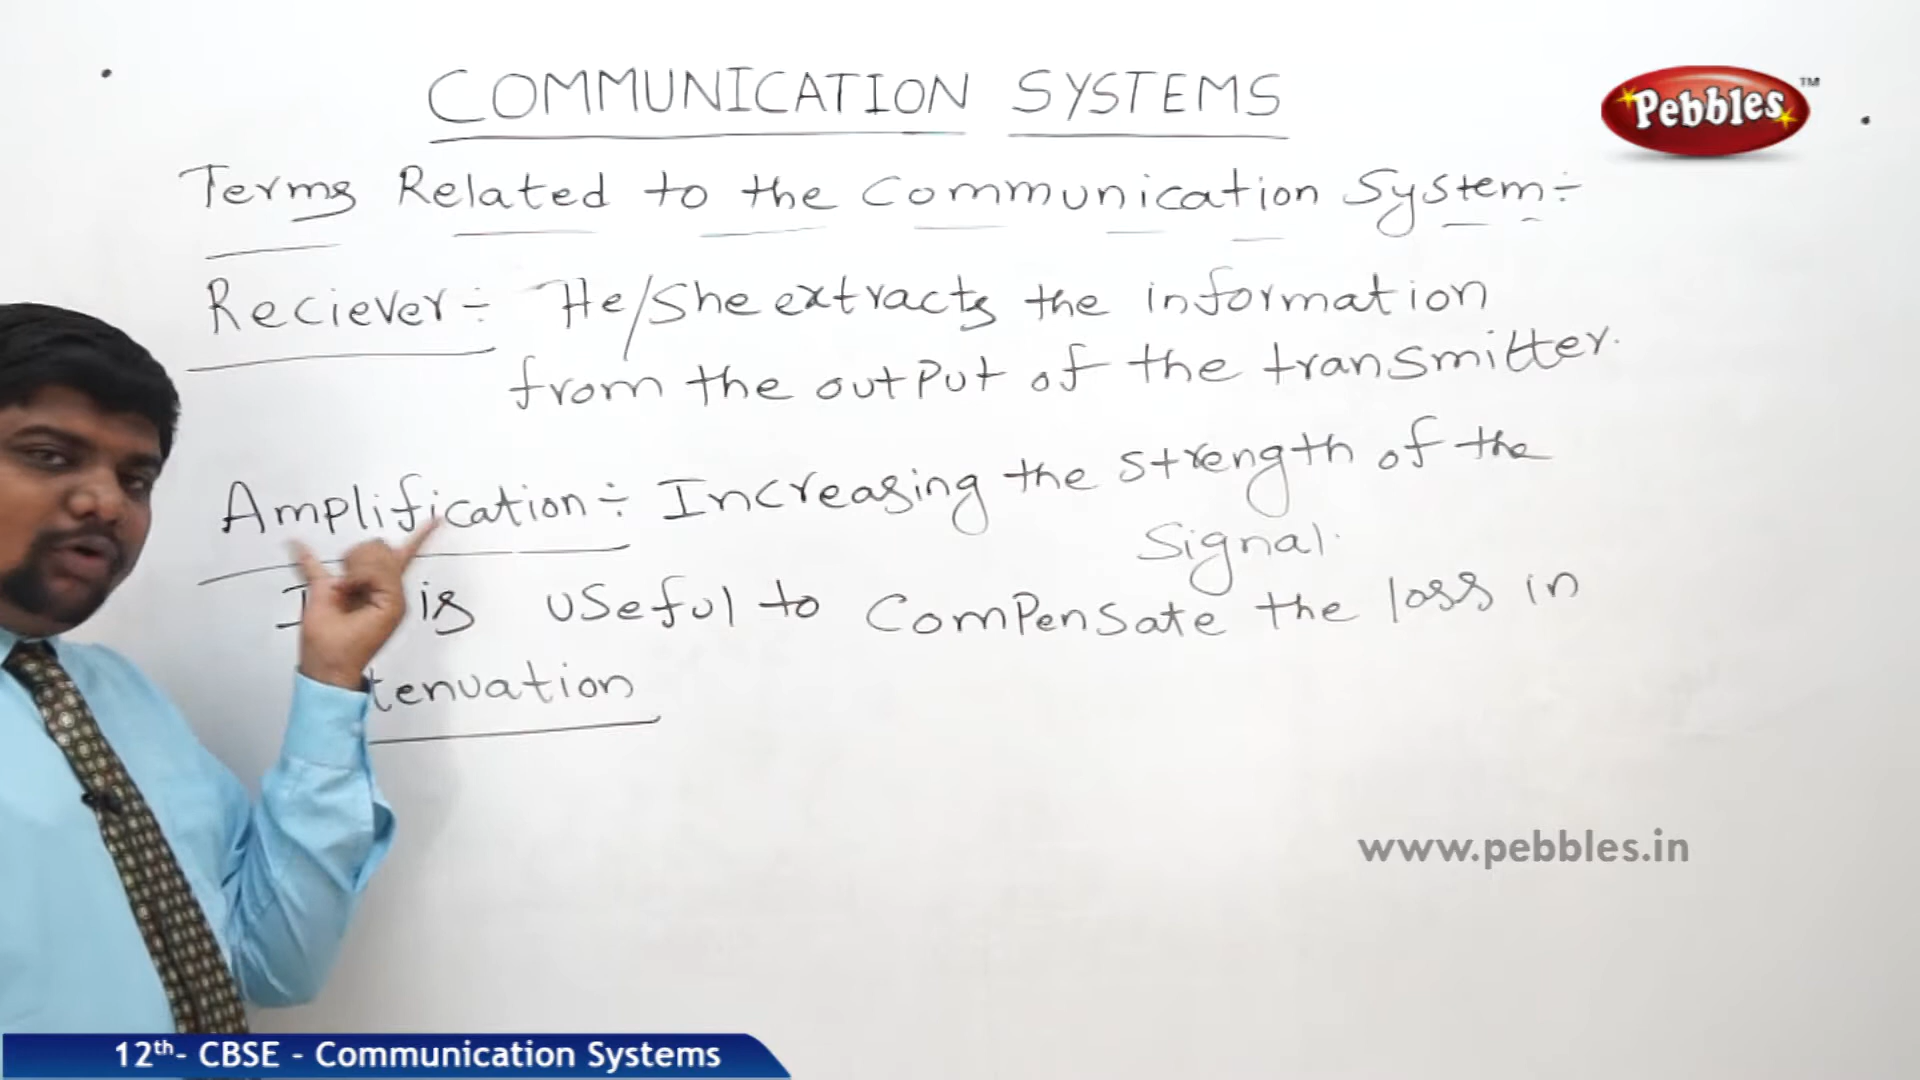 COMMUNICATION SYSTEMS
Pebbles™
Terms Related to the Communication System:-
Reciever:- He/She extracts the information
from the output of the transmitter.
Amplification:- Increasing the strength of the
Signal.
is useful to compensate the loss in
tenuation
www.pebbles.in
12th- CBSE - Communication Systems